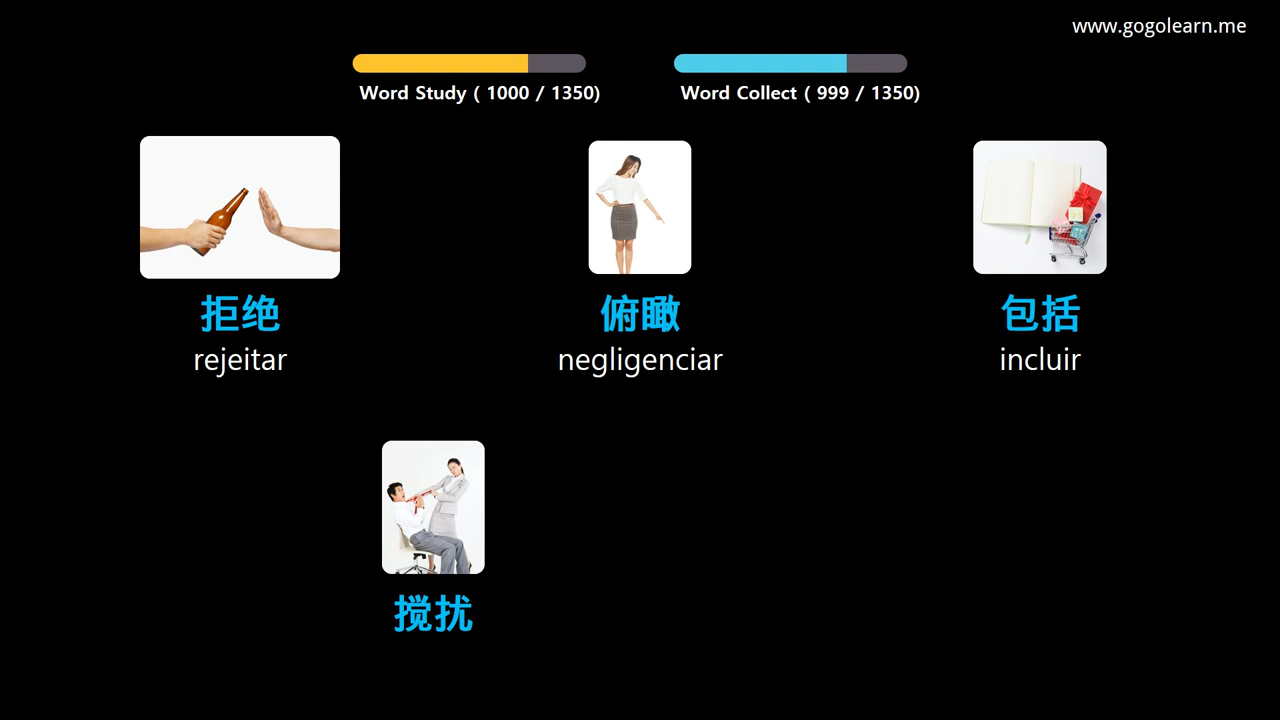 www.gogolearn.me
Word Study ( 1000 / 1350)
Word Collect ( 999 / 1350)
拒绝
rejeitar
俯瞰
negligenciar
包括
incluir
搅扰